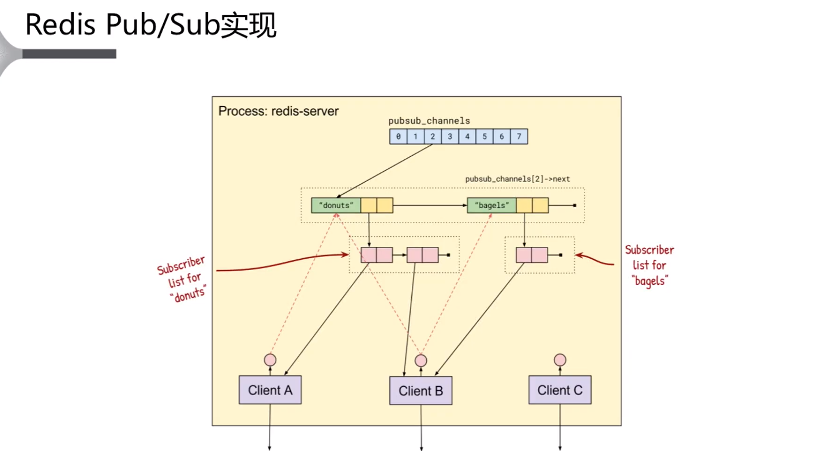 Redis Pub/Sub实现
Process: redis-server
pubsub_channels
0 1 2 3 4 5 6 7
pubsub_channels[2]->next
"donuts"
"bagels"
Subscriber
list for
"donuts"
Subscriber
list for
"bagels"
Client A
Client B
Client C